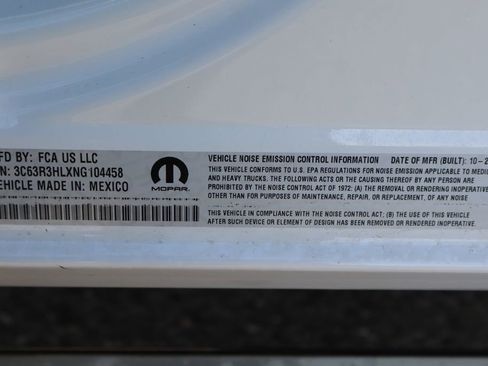 MFD BY: FCA US LLC
N: 3C63R3HLXNG104458
VEHICLE MADE IN: MEXICO
MOPAR
VEHICLE NOISE EMISSION CONTROL INFORMATION DATE OF MFR (BUILT): 10-2
THIS VEHICLE CONFORMS TO U.S. EPA REGULATIONS FOR NOISE EMISSION APPLICABLE TO MEDIU
AND HEAVY TRUCKS. THE FOLLOWING ACTS OR THE CAUSING THEREOF BY ANY PERSON ARE
PROHIBITED BY THE NOISE CONTROL ACT OF 1972: (A) THE REMOVAL OR RENDERING INOPERATIVE,
OTHER THAN FOR PURPOSES OF MAINTENANCE, REPAIR, OR REPLACEMENT, OF ANY NOISE
THIS VEHICLE IN COMPLIANCE WITH THE NOISE CONTROL ACT; (B) THE USE OF THIS VEHICLE
AFTER SUCH DEVICE OR ELEMENT OF DESIGN HAS BEEN REMOVED OR RENDERED INOPERATIVE.